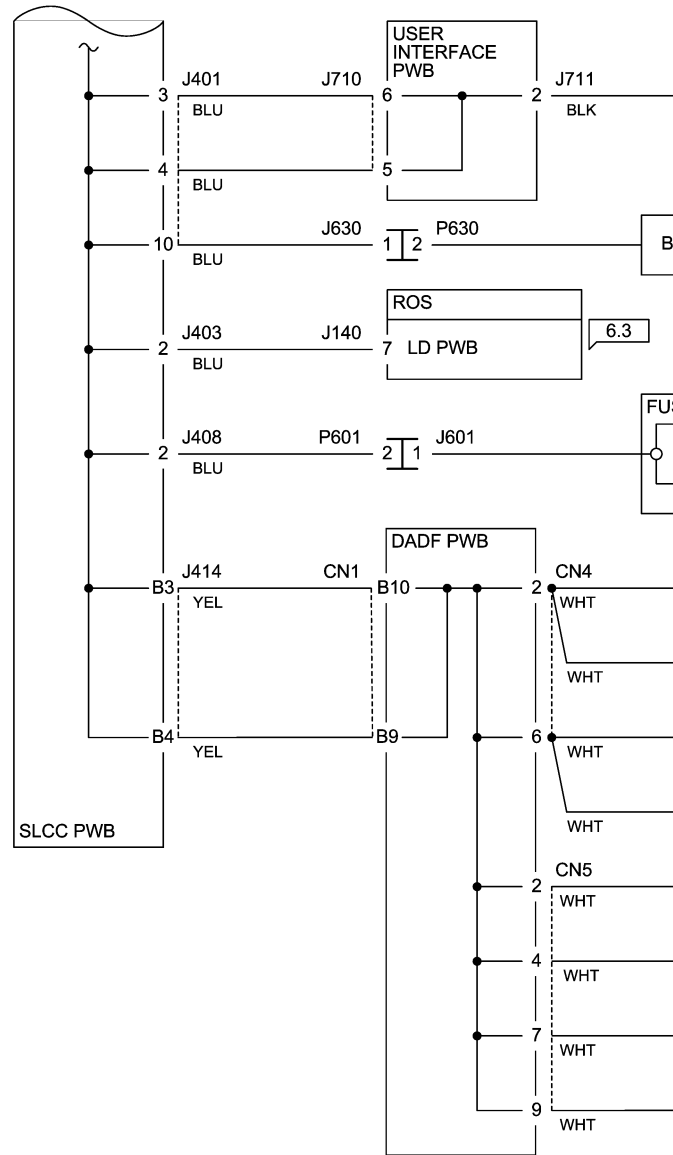 USER
INTERFACE
PWB
3 J401 J710 6 2 J711
BLU BLK
4 5
BLU
10 J630 1 2 P630 B
BLU
ROS
J403 J140 6.3
2 7 LD PWB
BLU
FUS
2 J408 P601 2 1 J601
BLU
DADF PWB
B3 J414 CN1 B10 2 CN4
YEL WHT
WHT
B4 B9 6
YEL WHT
WHT
SLCC PWB
CN5
2
WHT
4
WHT
7
WHT
9
WHT